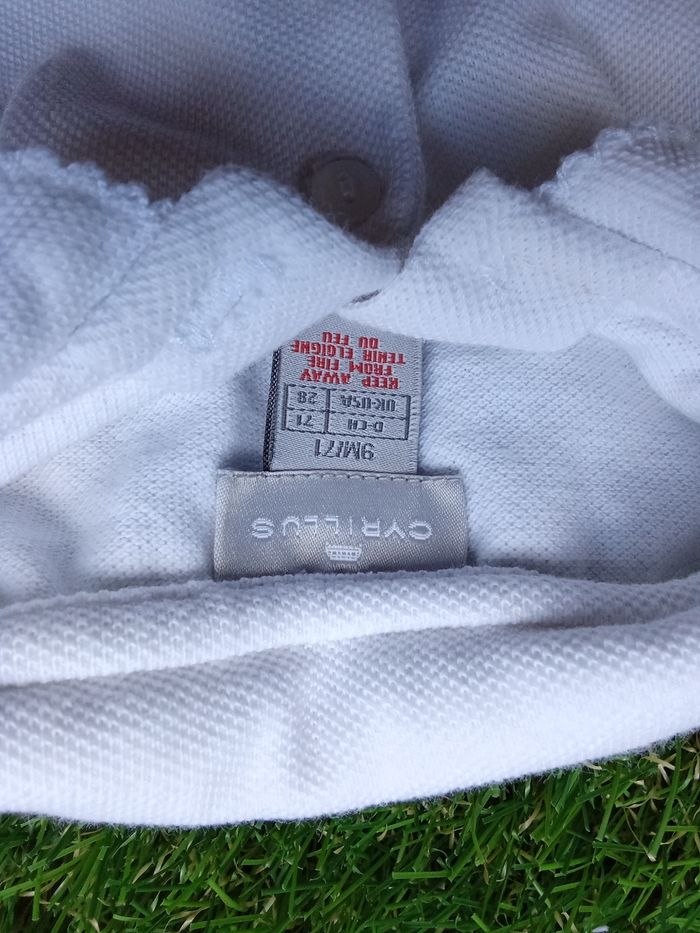 CYRILLUS
9M/71
D-CH 71
UK-USA 28
KEEP AWAY
FROM FIRE
TENIR ELOIGNE
DU FEU